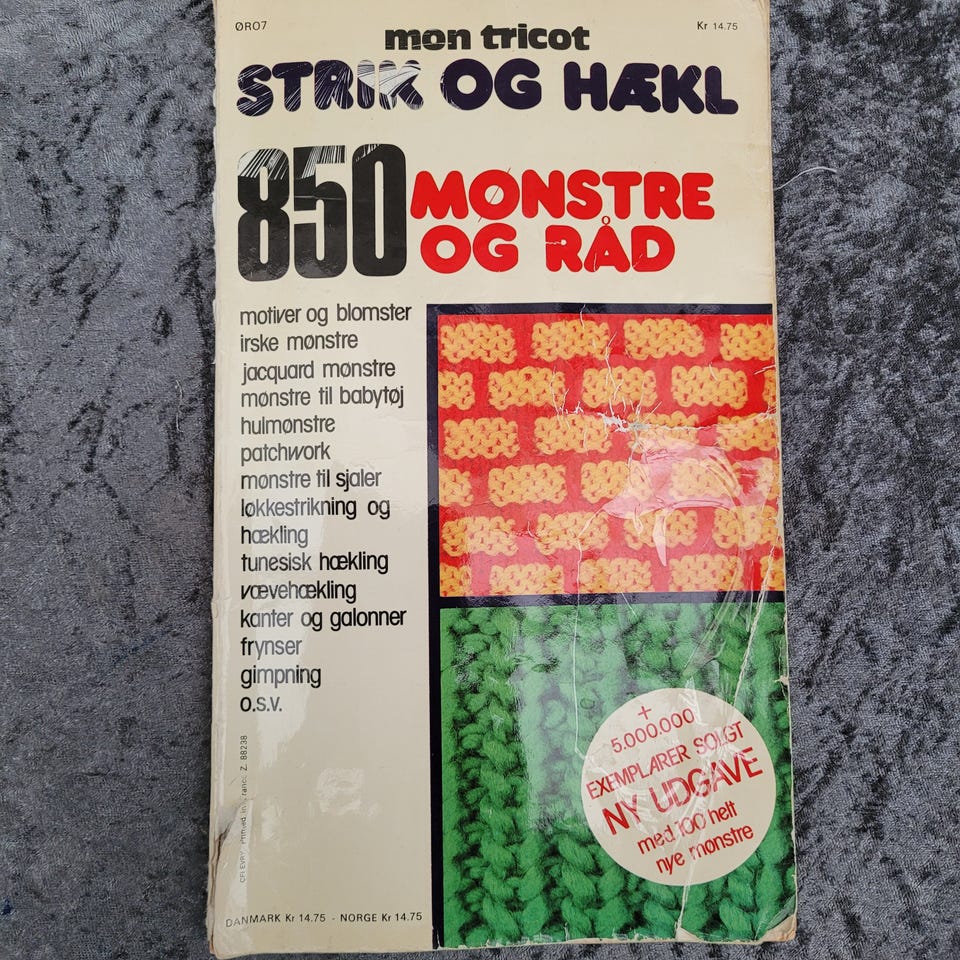 ØRO7
Kr 14.75
mon tricot
STRIK OG HÆKL
850 MØNSTRE
OG RÅD
motiver og blomster
irske mønstre
jacquard mønstre
mønstre til babytøj
hulmønstre
patchwork
mønstre til sjaler
løkkestrikning og
hækling
tunesisk hækling
vævehækling
kanter og galonner
frynser
gimpning
o.s.v.
+
5.000.000
EXEMPLARER SOLGT
NY UDGAVE
med 100 helt
nye mønstre
Z. 88238
DANMARK Kr 14.75 - NORGE Kr 14.75